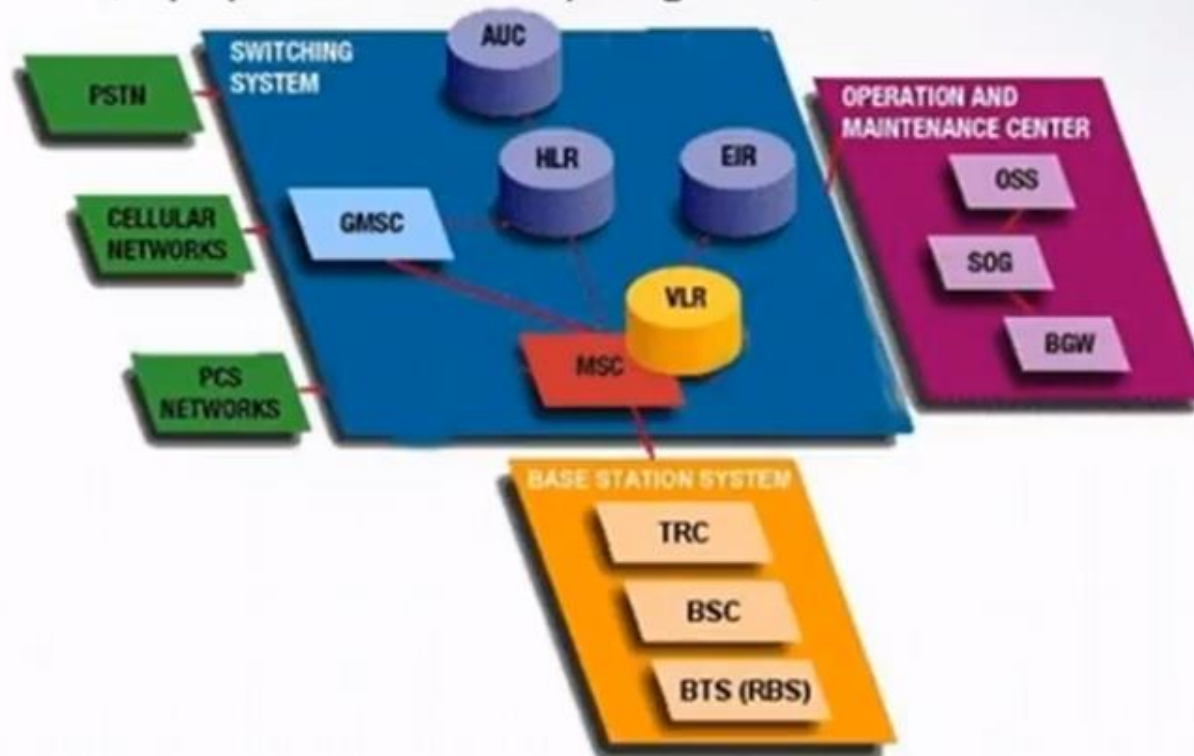 SWITCHING
SYSTEM
AUC
PSTN
OPERATION AND
MAINTENANCE CENTER
HLR
EIR
OSS
CELLULAR
NETWORKS
GMSC
SOG
VLR
BGW
MSC
PCS
NETWORKS
BASE STATION SYSTEM
TRC
BSC
BTS (RBS)